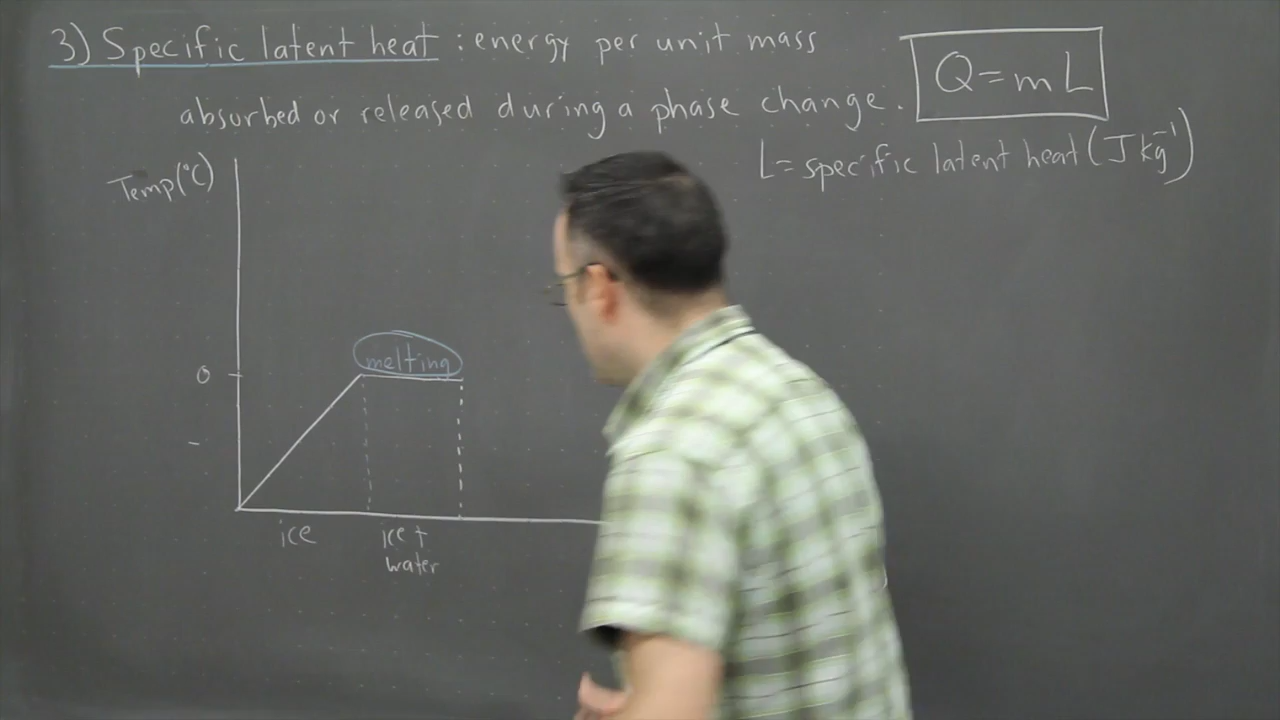 3) Specific latent heat : energy per unit mass
absorbed or released during a phase change.
Q = mL
L = specific latent heat (J kg⁻¹)
Temp (°C)
melting
0
-
ice
ice +
water